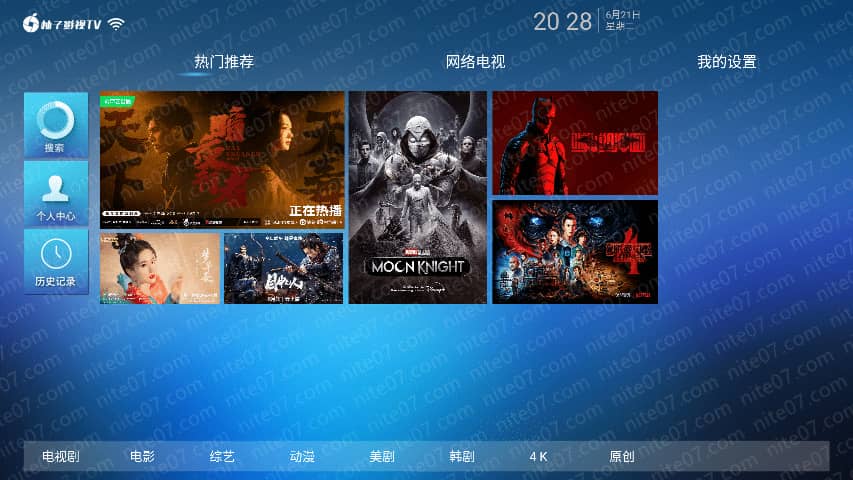 柚子影视TV
20 28
6月21日
星期二
热门推荐
网络电视
我的设置
搜索
个人中心
历史记录
正在热播
MOON KNIGHT
4
电视剧
电影
综艺
动漫
美剧
韩剧
4K
原创
nite07.com